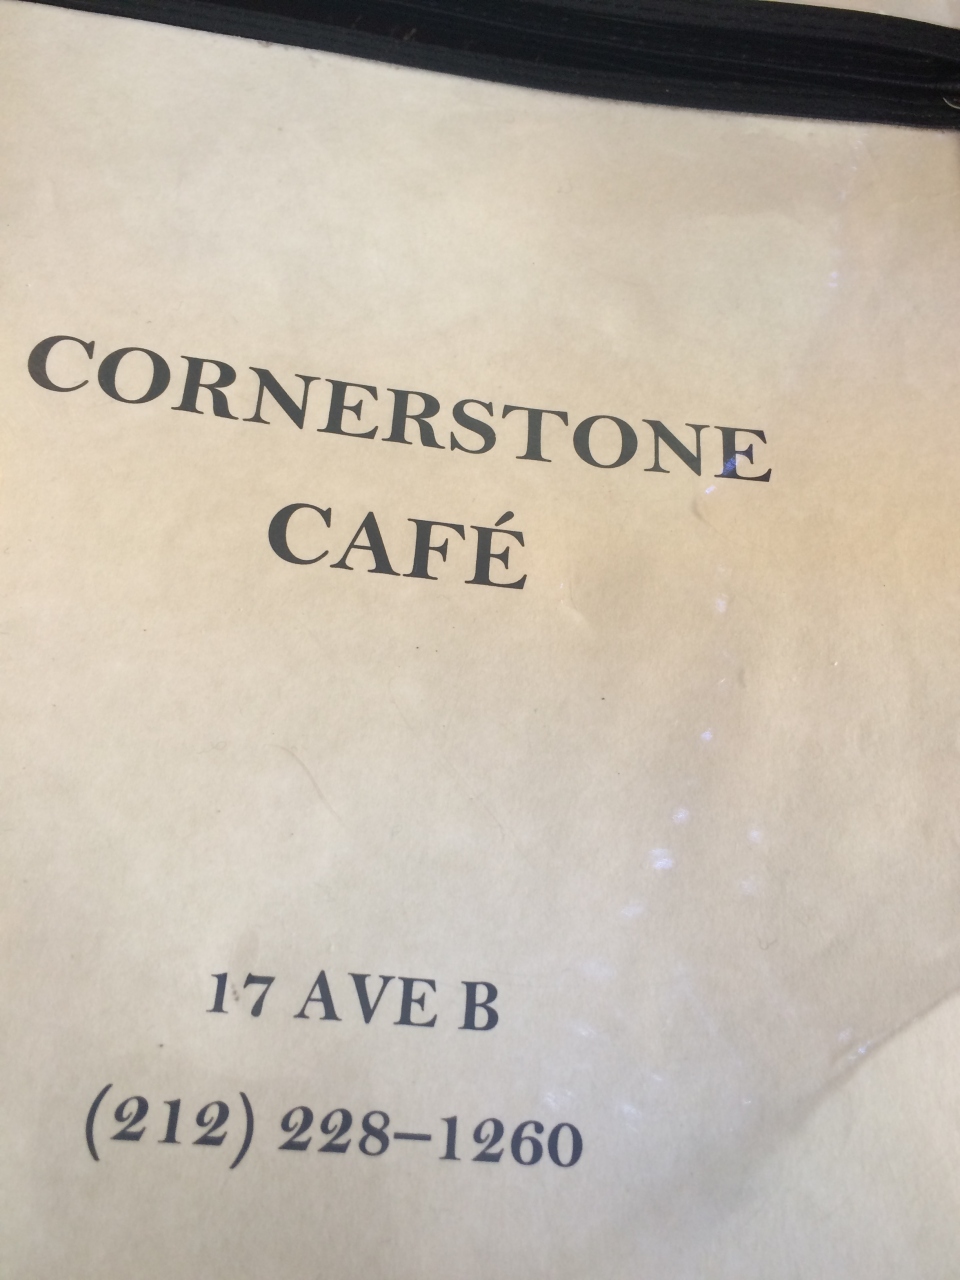 CORNERSTONE
CAFÉ
17 AVE B
(212) 228-1260